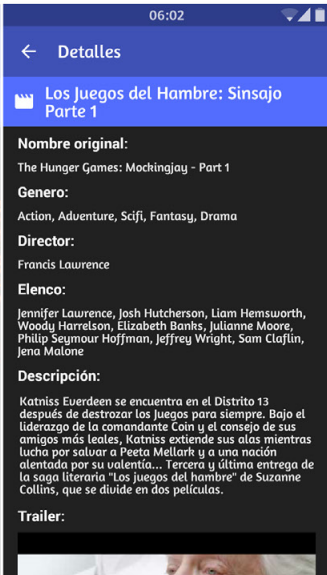 06:02
Detalles
Los Juegos del Hambre: Sinsajo
Parte 1
Nombre original:
The Hunger Games: Mockingjay - Part 1
Genero:
Action, Adventure, Scifi, Fantasy, Drama
Director:
Francis Lawrence
Elenco:
Jennifer Lawrence, Josh Hutcherson, Liam Hemsworth,
Woody Harrelson, Elizabeth Banks, Julianne Moore,
Philip Seymour Hoffman, Jeffrey Wright, Sam Claflin,
Jena Malone
Descripción:
Katniss Everdeen se encuentra en el Distrito 13
después de destrozar los Juegos para siempre. Bajo el
liderazgo de la comandante Coin y el consejo de sus
amigos más leales, Katniss extiende sus alas mientras
lucha por salvar a Peeta Mellark y a una nación
alentada por su valentía... Tercera y última entrega de
la saga literaria "Los juegos del hambre" de Suzanne
Collins, que se divide en dos películas.
Trailer: